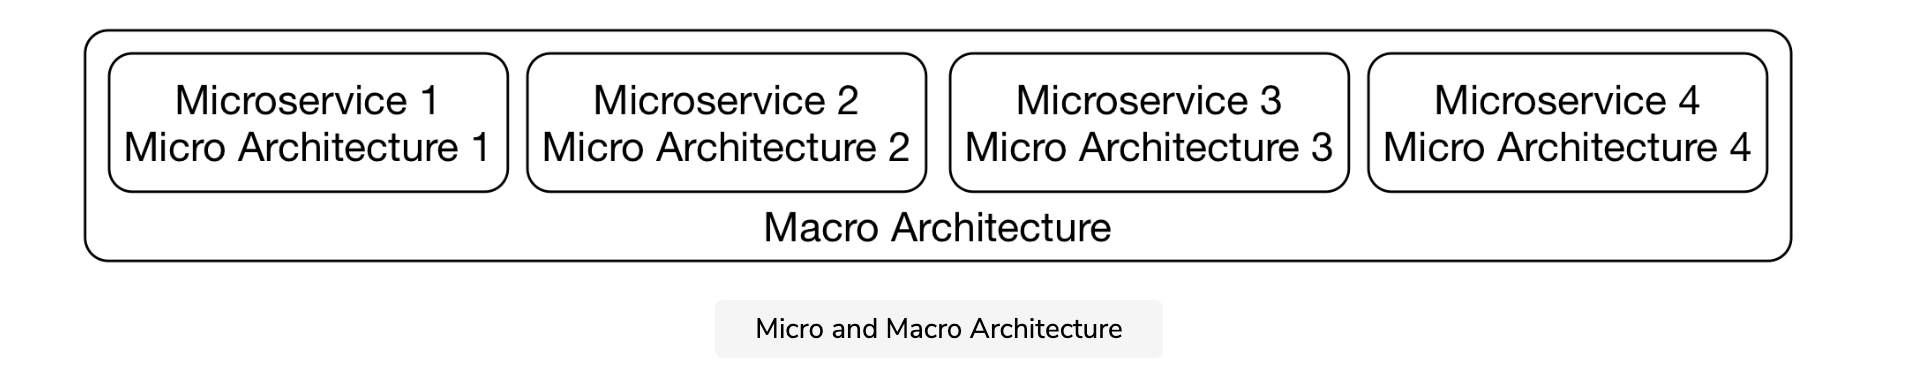 Microservice 1
Micro Architecture 1
Microservice 2
Micro Architecture 2
Microservice 3
Micro Architecture 3
Microservice 4
Micro Architecture 4
Macro Architecture
Micro and Macro Architecture